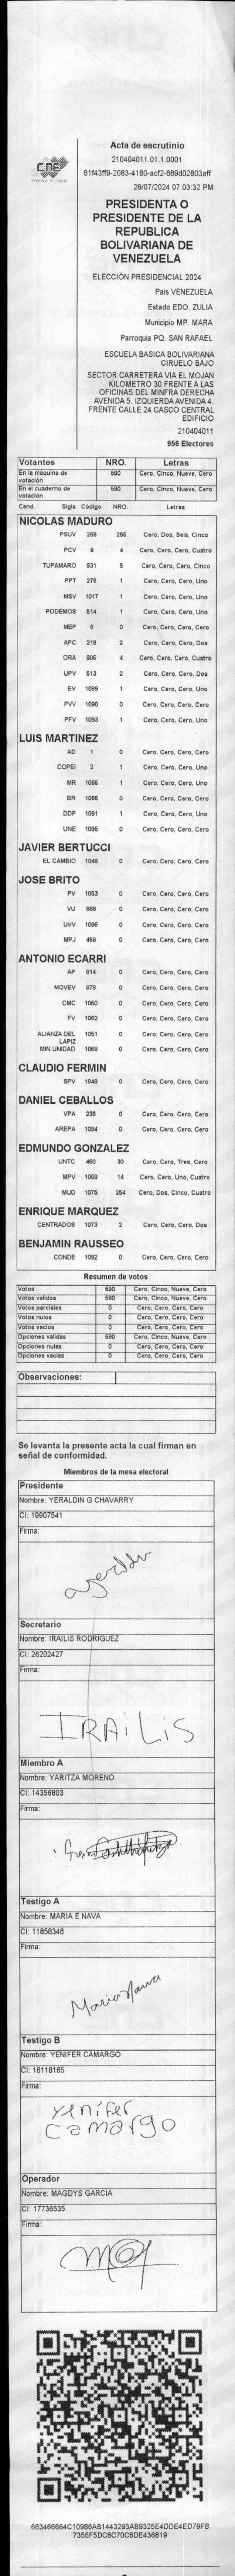 CNE
Acta de escrutinio
210404011.01.1.0001
81f43ff9-2083-4180-acf2-689d02803aff
28/07/2024 07:03:32 PM
PRESIDENTA O
PRESIDENTE DE LA
REPUBLICA
BOLIVARIANA DE
VENEZUELA
ELECCIÓN PRESIDENCIAL 2024
País VENEZUELA
Estado EDO. ZULIA
Municipio MP. MARA
Parroquia PQ. SAN RAFAEL
ESCUELA BASICA BOLIVARIANA
CIRUELO BAJO
SECTOR CARRETERA VIA EL MOJAN
KILOMETRO 30 FRENTE A LAS
OFICINAS DEL MINFRA DERECHA
AVENIDA 5. IZQUIERDA AVENIDA 4.
FRENTE CALLE 24 CASCO CENTRAL
EDIFICIO
210404011
956 Electores
Votantes NRO. Letras
En la máquina de votación 590 Cero, Cinco, Nueve, Cero
En el cuaderno de votación 590 Cero, Cinco, Nueve, Cero
Cand. Sigla Código NRO. Letras
NICOLAS MADURO
PSUV 269 265 Cero, Dos, Seis, Cinco
PCV 9 4 Cero, Cero, Cero, Cuatro
TUPAMARO 931 5 Cero, Cero, Cero, Cinco
PPT 276 1 Cero, Cero, Cero, Uno
MSV 1017 1 Cero, Cero, Cero, Uno
PODEMOS 514 1 Cero, Cero, Cero, Uno
MEP 6 0 Cero, Cero, Cero, Cero
APC 219 2 Cero, Cero, Cero, Dos
ORA 906 4 Cero, Cero, Cero, Cuatro
UPV 513 2 Cero, Cero, Cero, Dos
EV 1089 1 Cero, Cero, Cero, Uno
PVV 1090 0 Cero, Cero, Cero, Cero
PFV 1093 1 Cero, Cero, Cero, Uno
LUIS MARTINEZ
AD 1 0 Cero, Cero, Cero, Cero
COPEI 2 1 Cero, Cero, Cero, Uno
MR 1065 1 Cero, Cero, Cero, Uno
BR 1066 0 Cero, Cero, Cero, Cero
DDP 1091 1 Cero, Cero, Cero, Uno
UNE 1095 0 Cero, Cero, Cero, Cero
JAVIER BERTUCCI
EL CAMBIO 1046 0 Cero, Cero, Cero, Cero
JOSE BRITO
PV 1053 0 Cero, Cero, Cero, Cero
VU 868 0 Cero, Cero, Cero, Cero
UVV 1096 0 Cero, Cero, Cero, Cero
MPJ 458 0 Cero, Cero, Cero, Cero
ANTONIO ECARRI
AP 814 0 Cero, Cero, Cero, Cero
MOVEV 878 0 Cero, Cero, Cero, Cero
CMC 1050 0 Cero, Cero, Cero, Cero
FV 1062 0 Cero, Cero, Cero, Cero
ALIANZA DEL LAPIZ 1051 0 Cero, Cero, Cero, Cero
MIN UNIDAD 1068 0 Cero, Cero, Cero, Cero
CLAUDIO FERMIN
SPV 1049 0 Cero, Cero, Cero, Cero
DANIEL CEBALLOS
VPA 236 0 Cero, Cero, Cero, Cero
AREPA 1094 0 Cero, Cero, Cero, Cero
EDMUNDO GONZALEZ
UNTC 460 30 Cero, Cero, Tres, Cero
MPV 1069 14 Cero, Cero, Uno, Cuatro
MUD 1075 254 Cero, Dos, Cinco, Cuatro
ENRIQUE MARQUEZ
CENTRADOS 1073 2 Cero, Cero, Cero, Dos
BENJAMIN RAUSSEO
CONDE 1092 0 Cero, Cero, Cero, Cero
Resumen de votos
Votos 590 Cero, Cinco, Nueve, Cero
Votos validos 590 Cero, Cinco, Nueve, Cero
Votos parciales 0 Cero, Cero, Cero, Cero
Votos nulos 0 Cero, Cero, Cero, Cero
Votos vacios 0 Cero, Cero, Cero, Cero
Opciones validas 590 Cero, Cinco, Nueve, Cero
Opciones nulas 0 Cero, Cero, Cero, Cero
Opciones vacias 0 Cero, Cero, Cero, Cero
Observaciones:
Se levanta la presente acta la cual firman en
señal de conformidad.
Miembros de la mesa electoral
Presidente
Nombre: YERALDIN G CHAVARRY
CI: 19907541
Firma:
Secretario
Nombre: IRAILIS RODRIGUEZ
CI: 26202427
Firma:
IRAILIS
Miembro A
Nombre: YARITZA MORENO
CI: 14356803
Firma:
Testigo A
Nombre: MARIA E NAVA
CI: 11858346
Firma:
Maria Nava
Testigo B
Nombre: YENIFER CAMARGO
CI: 16118165
Firma:
Yenifer
Camargo
Operador
Nombre: MAGDYS GARCIA
CI: 17736535
Firma:
663466664C10986AB1443293AB9325E4DDE4ED79FB
7355F5DC6C70C6DE436819